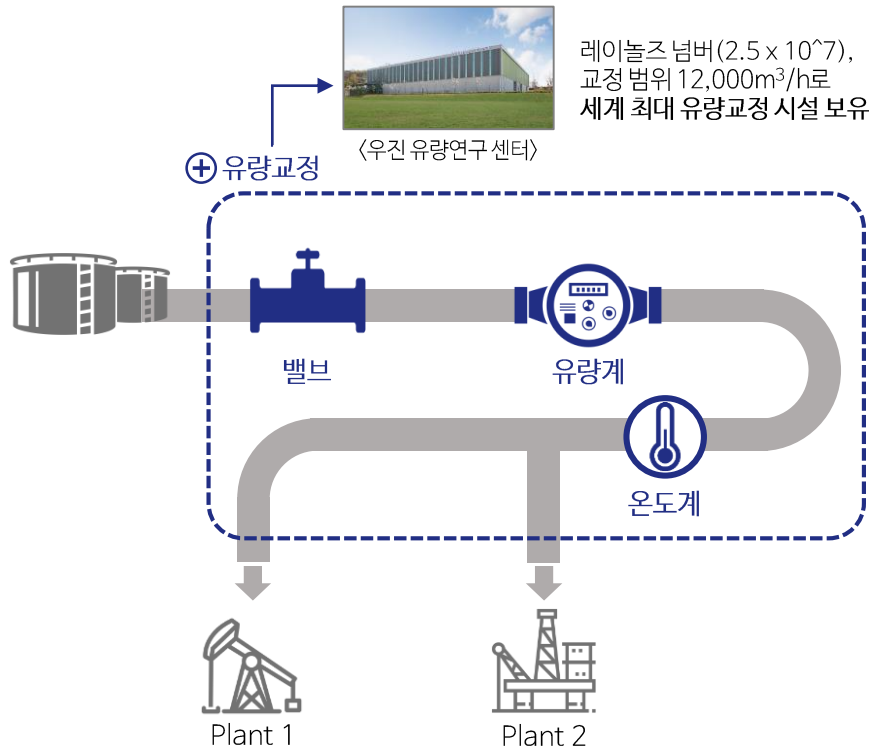 레이놀즈 넘버(2.5 x 10^7),
교정 범위 12,000m³/h로
세계 최대 유량교정 시설 보유
〈우진 유량연구 센터〉
유량교정
밸브
유량계
온도계
Plant 1
Plant 2